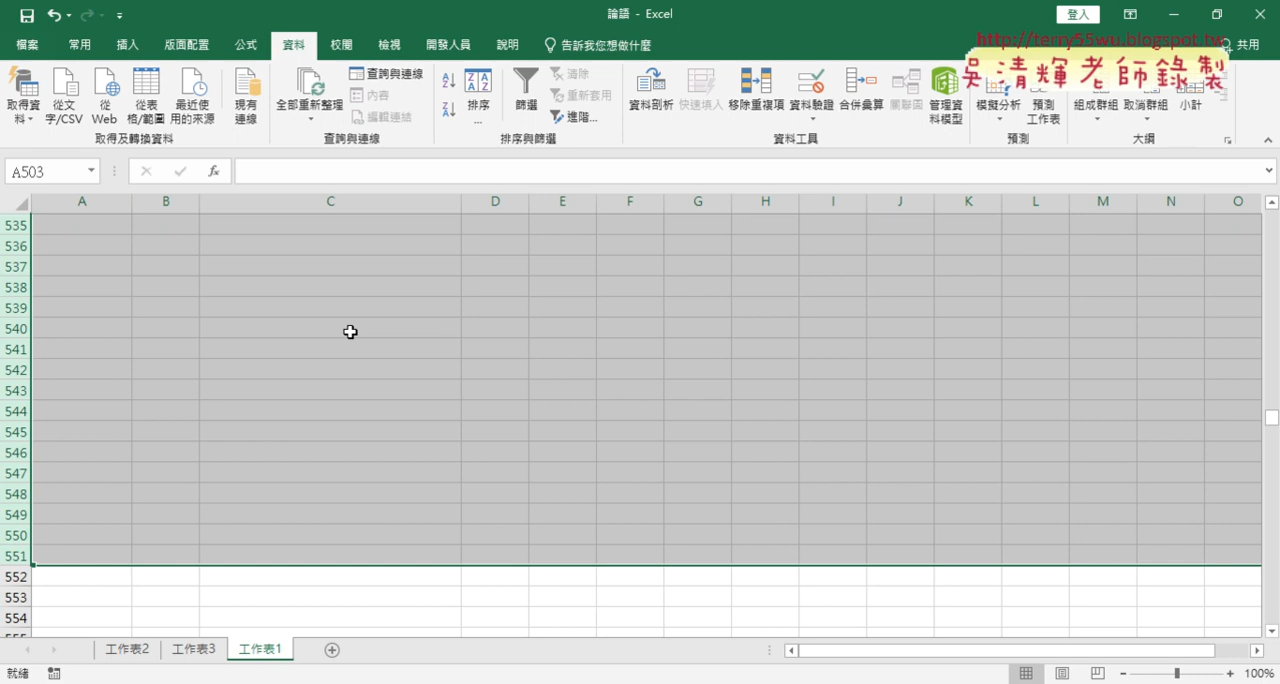 論語 - Excel
登入
檔案 常用 插入 版面配置 公式 資料 校閱 檢視 開發人員 說明 告訴我您想做什麼 共用
http://terry55wu.blogspot.tw
吳清輝老師錄製
取得資料 從文字/CSV 從 Web 從表格/範圍 最近使用的來源 現有連線 全部重新整理 查詢與連線 內容 編輯連結 排序... 篩選 清除 重新套用 進階... 資料剖析 快速填入 移除重複項 資料驗證 合併彙算 關聯圖 管理資料模型 模擬分析 預測工作表 組成群組 取消群組 小計
取得及轉換資料 查詢與連線 排序與篩選 資料工具 預測 大綱
A503 fx
A B C D E F G H I J K L M N O
535
536
537
538
539
540
541
542
543
544
545
546
547
548
549
550
551
552
553
554
工作表2 工作表3 工作表1
就緒 100%